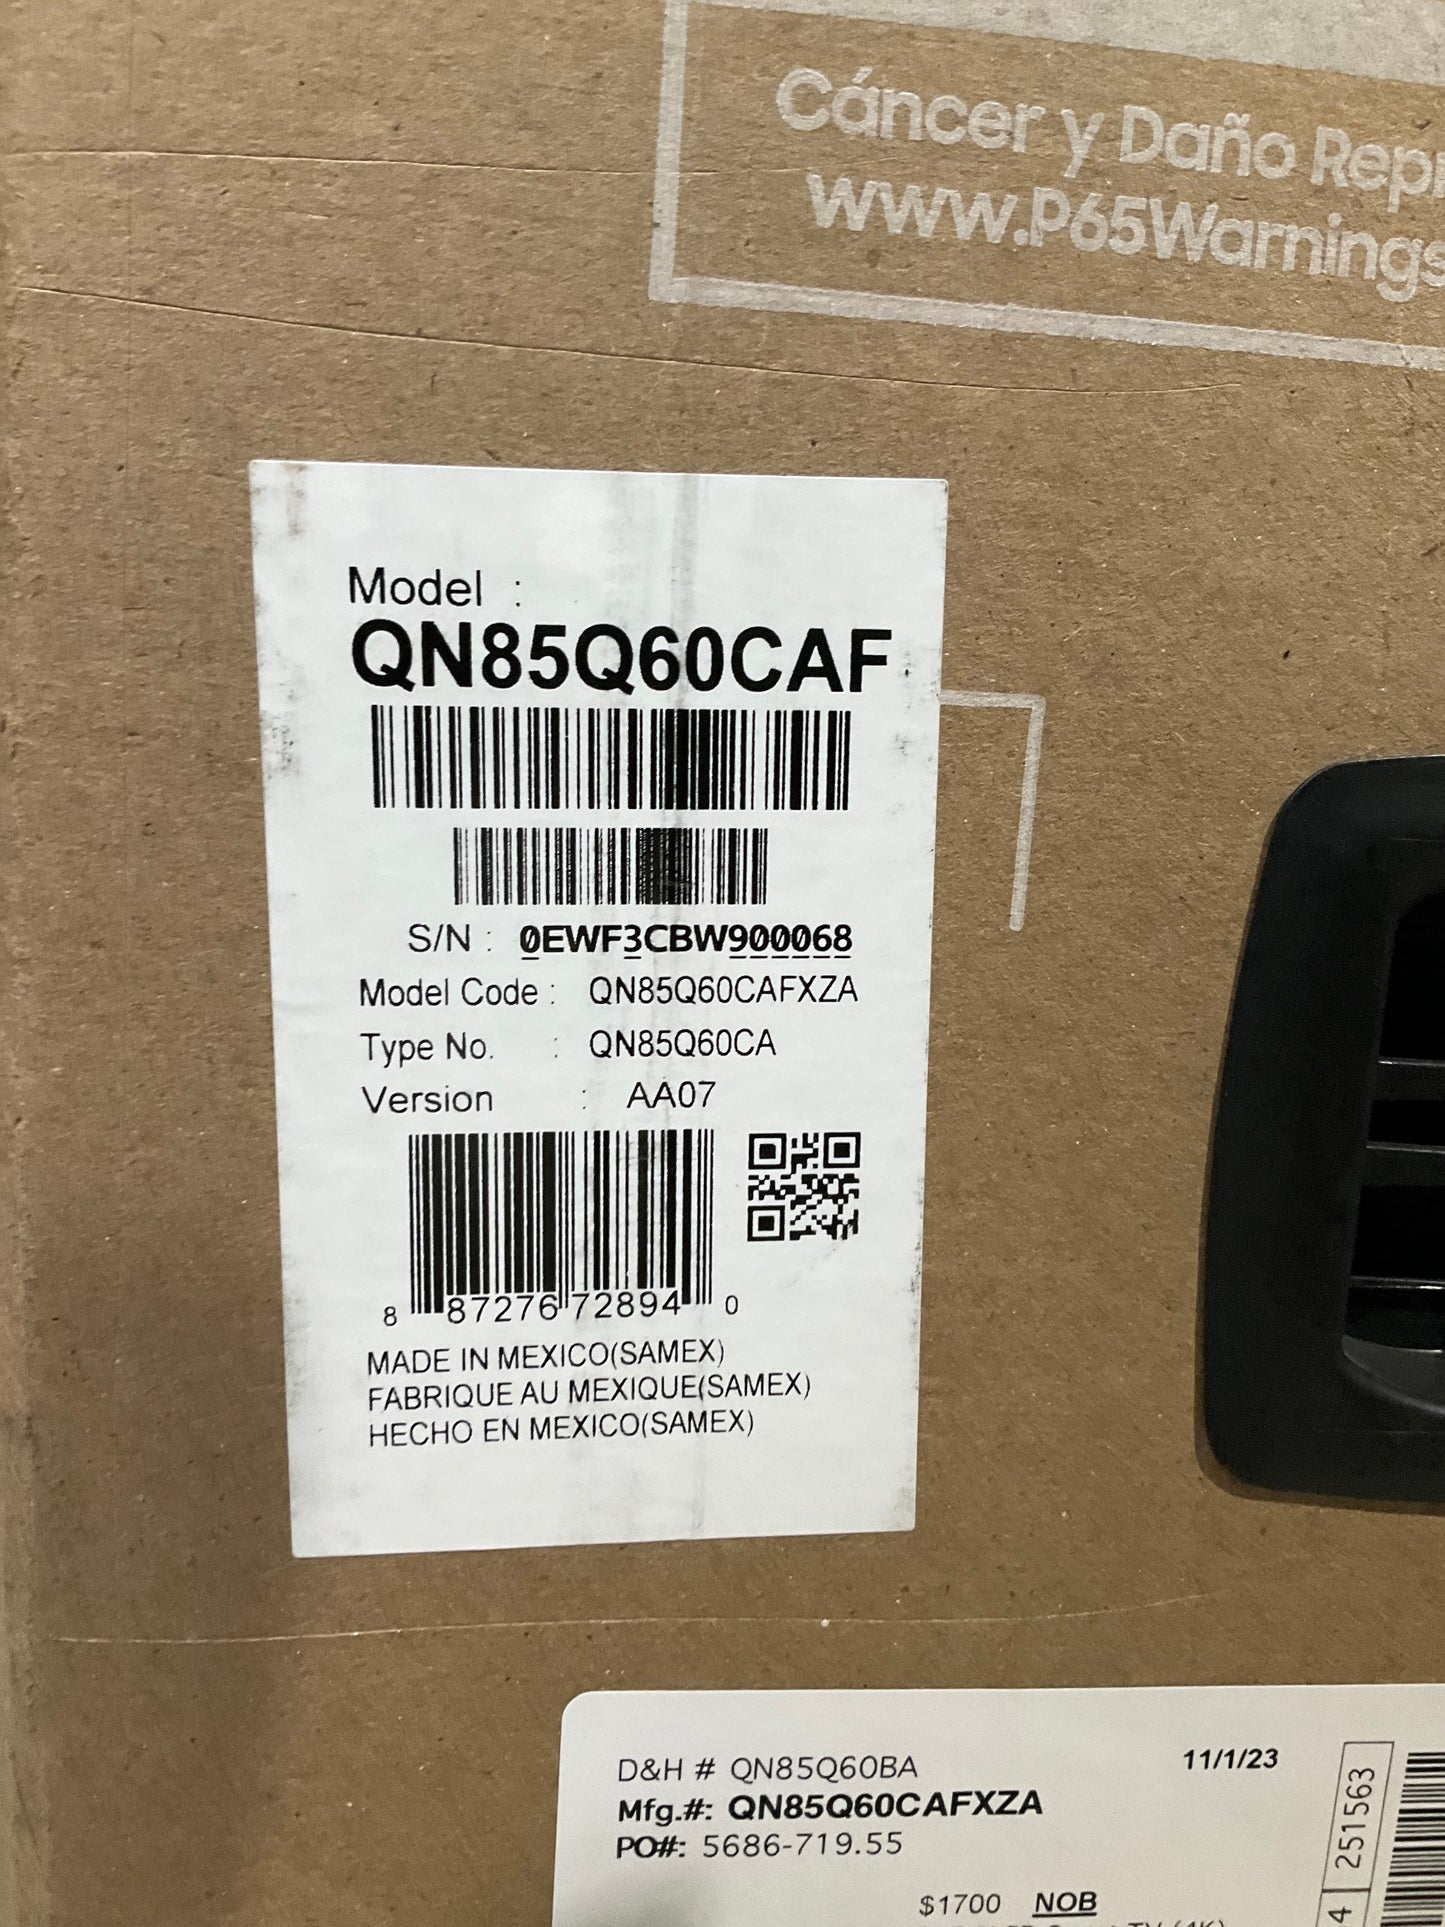 Cáncer y Daño
www.P65Warnings
Model :
QN85Q60CAF
S/N : 0EWF3CBW900068
Model Code : QN85Q60CAFXZA
Type No. : QN85Q60CA
Version : AA07
8 87276 72894 0
MADE IN MEXICO(SAMEX)
FABRIQUE AU MEXIQUE(SAMEX)
HECHO EN MEXICO(SAMEX)
D&H # QN85Q60BA 11/1/23
Mfg.#: QN85Q60CAFXZA
PO#: 5686-719.55
251563
$1700 NOB